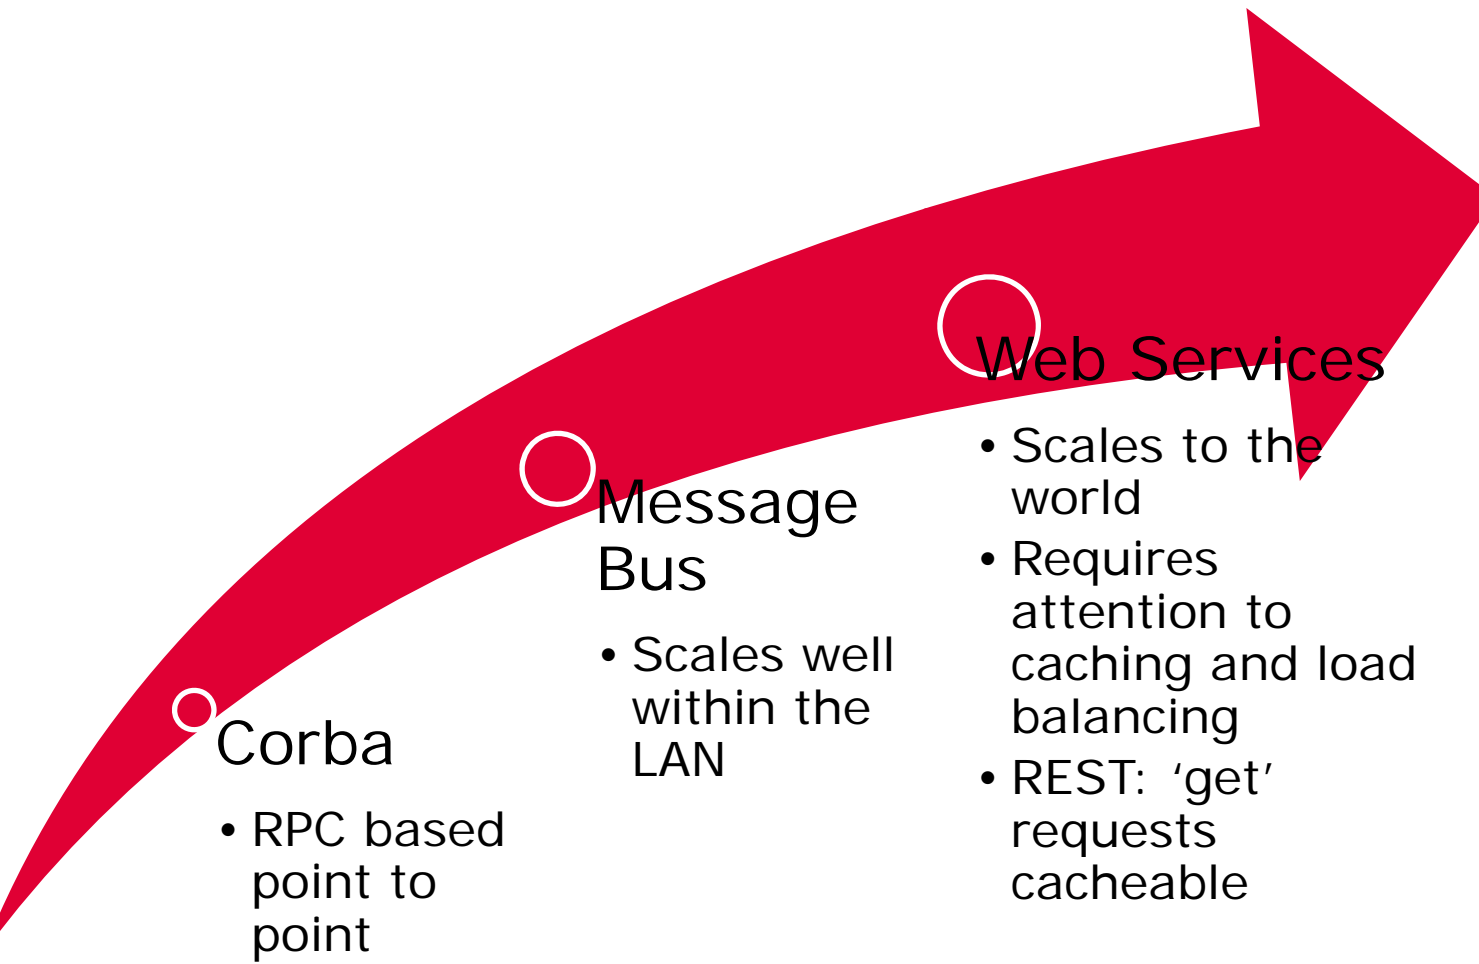 Corba
• RPC based
point to
point
Message
Bus
• Scales well
within the
LAN
Web Services
• Scales to the
world
• Requires
attention to
caching and load
balancing
• REST: ‘get’
requests
cacheable